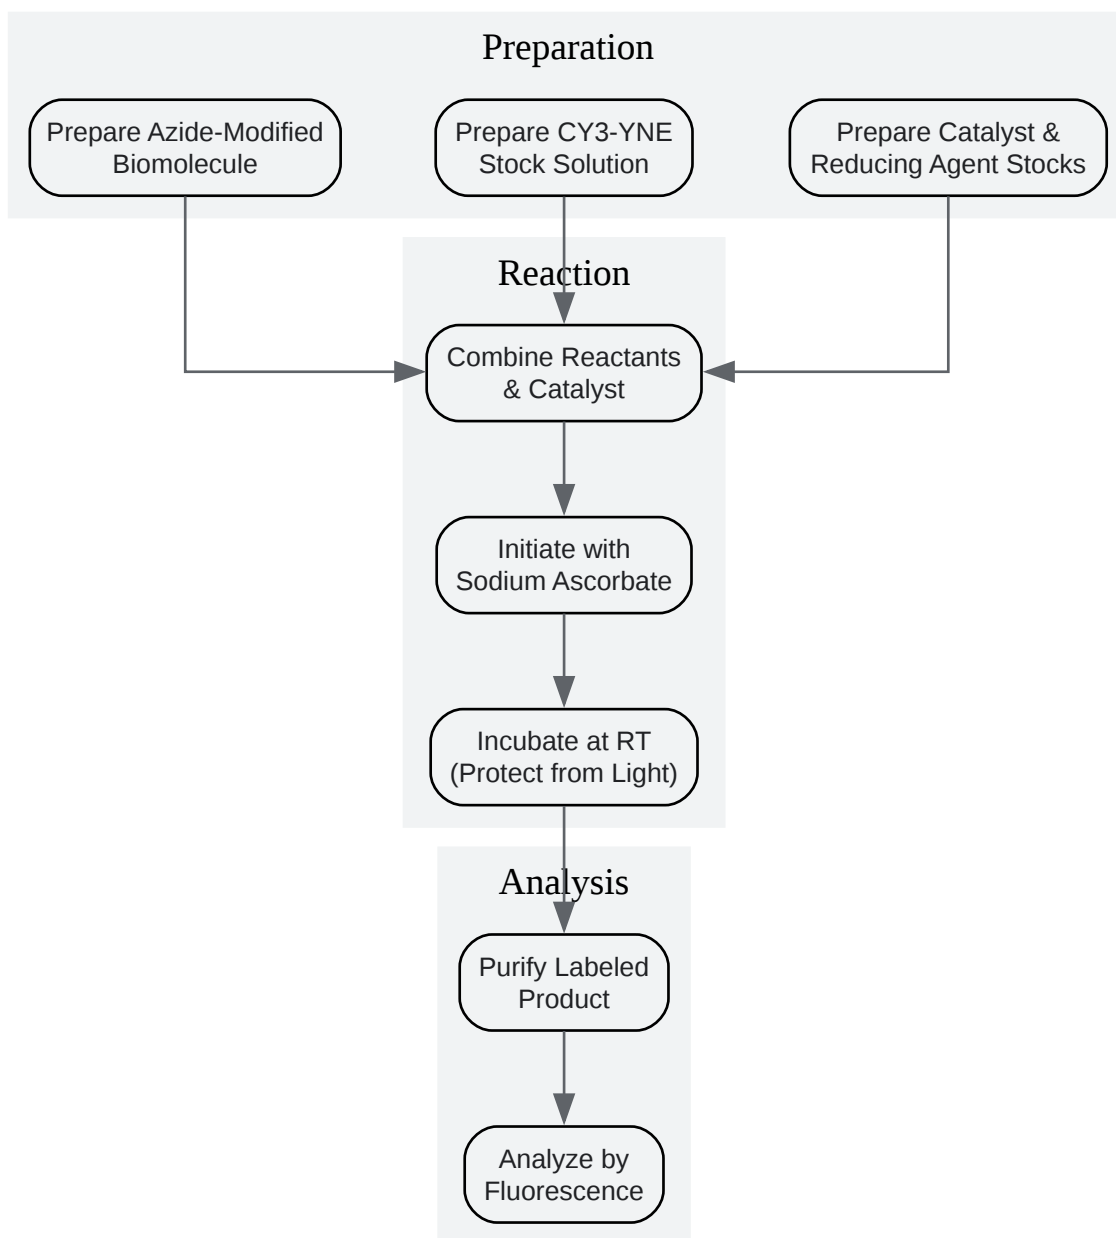 Preparation
Prepare Azide-Modified
Biomolecule
Prepare CY3-YNE
Stock Solution
Prepare Catalyst &
Reducing Agent Stocks
Reaction
Combine Reactants
& Catalyst
Initiate with
Sodium Ascorbate
Incubate at RT
(Protect from Light)
Analysis
Purify Labeled
Product
Analyze by
Fluorescence